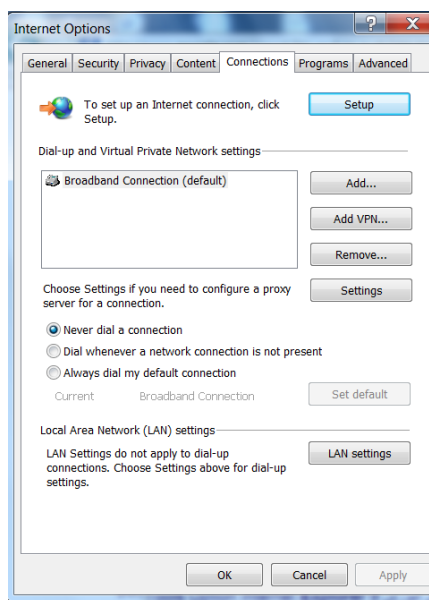 Internet Options
?
X
General Security Privacy Content Connections Programs Advanced
To set up an Internet connection, click
Setup.
Setup
Dial-up and Virtual Private Network settings
Broadband Connection (default)
Add...
Add VPN...
Remove...
Choose Settings if you need to configure a proxy
server for a connection.
Settings
Never dial a connection
Dial whenever a network connection is not present
Always dial my default connection
Current Broadband Connection
Set default
Local Area Network (LAN) settings
LAN Settings do not apply to dial-up
connections. Choose Settings above for dial-up
settings.
LAN settings
OK Cancel Apply